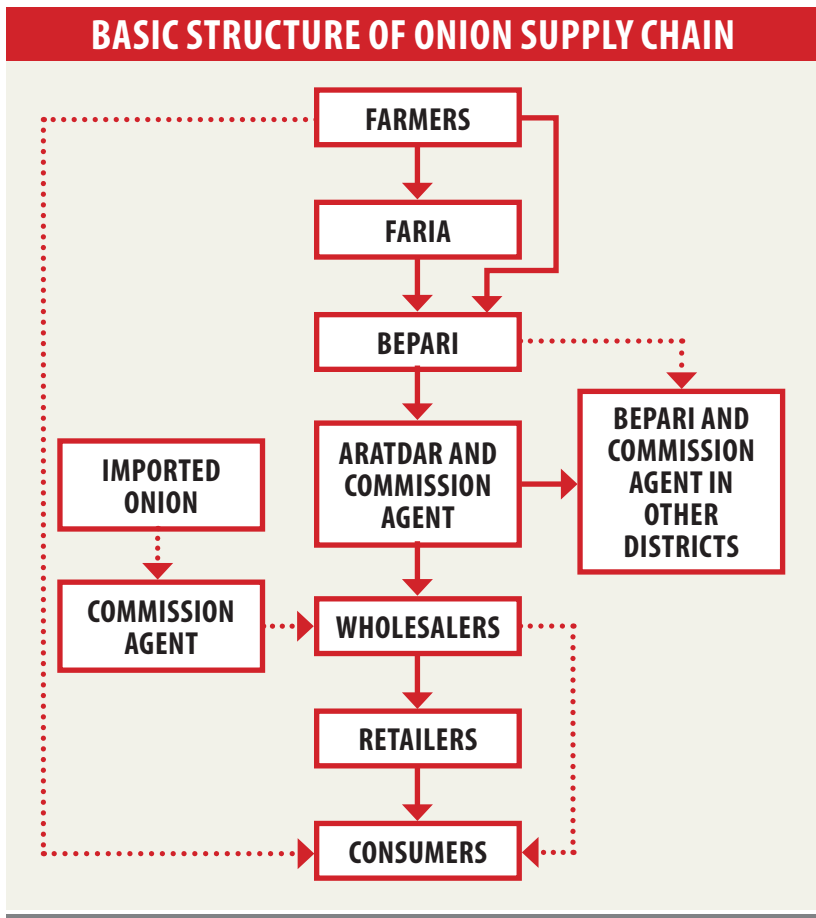 BASIC STRUCTURE OF ONION SUPPLY CHAIN
FARMERS
FARIA
BEPARI
ARATDAR AND
COMMISSION
AGENT
BEPARI AND
COMMISSION
AGENT IN
OTHER
DISTRICTS
IMPORTED
ONION
COMMISSION
AGENT
WHOLESALERS
RETAILERS
CONSUMERS